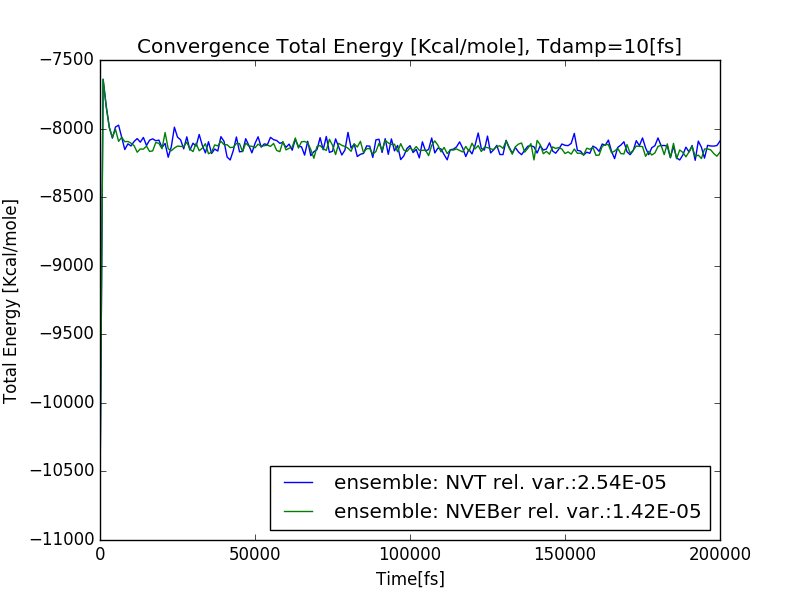 Convergence Total Energy [Kcal/mole], Tdamp=10[fs]
Total Energy [Kcal/mole]
−7500
−8000
−8500
−9000
−9500
−10000
−10500
−11000
ensemble: NVT rel. var.:2.54E-05
ensemble: NVEBer rel. var.:1.42E-05
0 50000 100000 150000 200000
Time[fs]